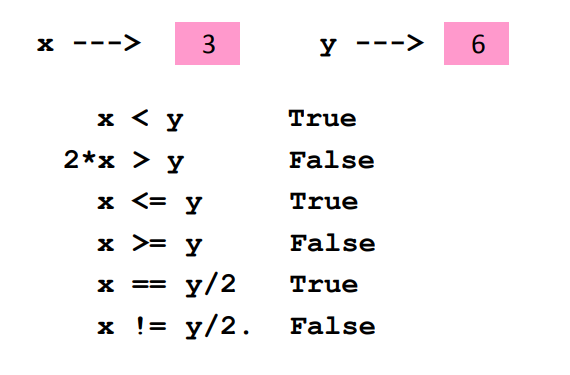 x ---> 3 y ---> 6
x < y True
2*x > y False
x <= y True
x >= y False
x == y/2 True
x != y/2. False